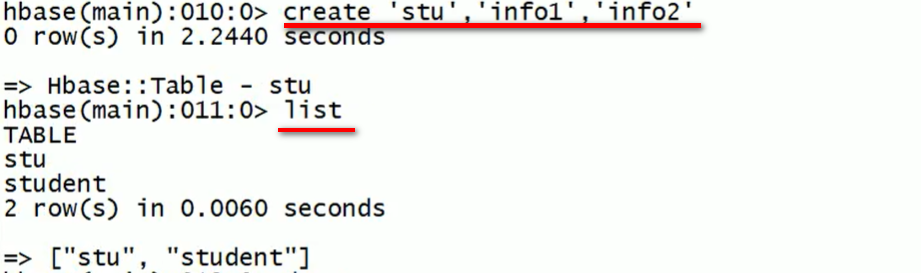 hbase(main):010:0> create 'stu','info1','info2'
0 row(s) in 2.2440 seconds
=> Hbase::Table - stu
hbase(main):011:0> list
TABLE
stu
student
2 row(s) in 0.0060 seconds
=> ["stu", "student"]